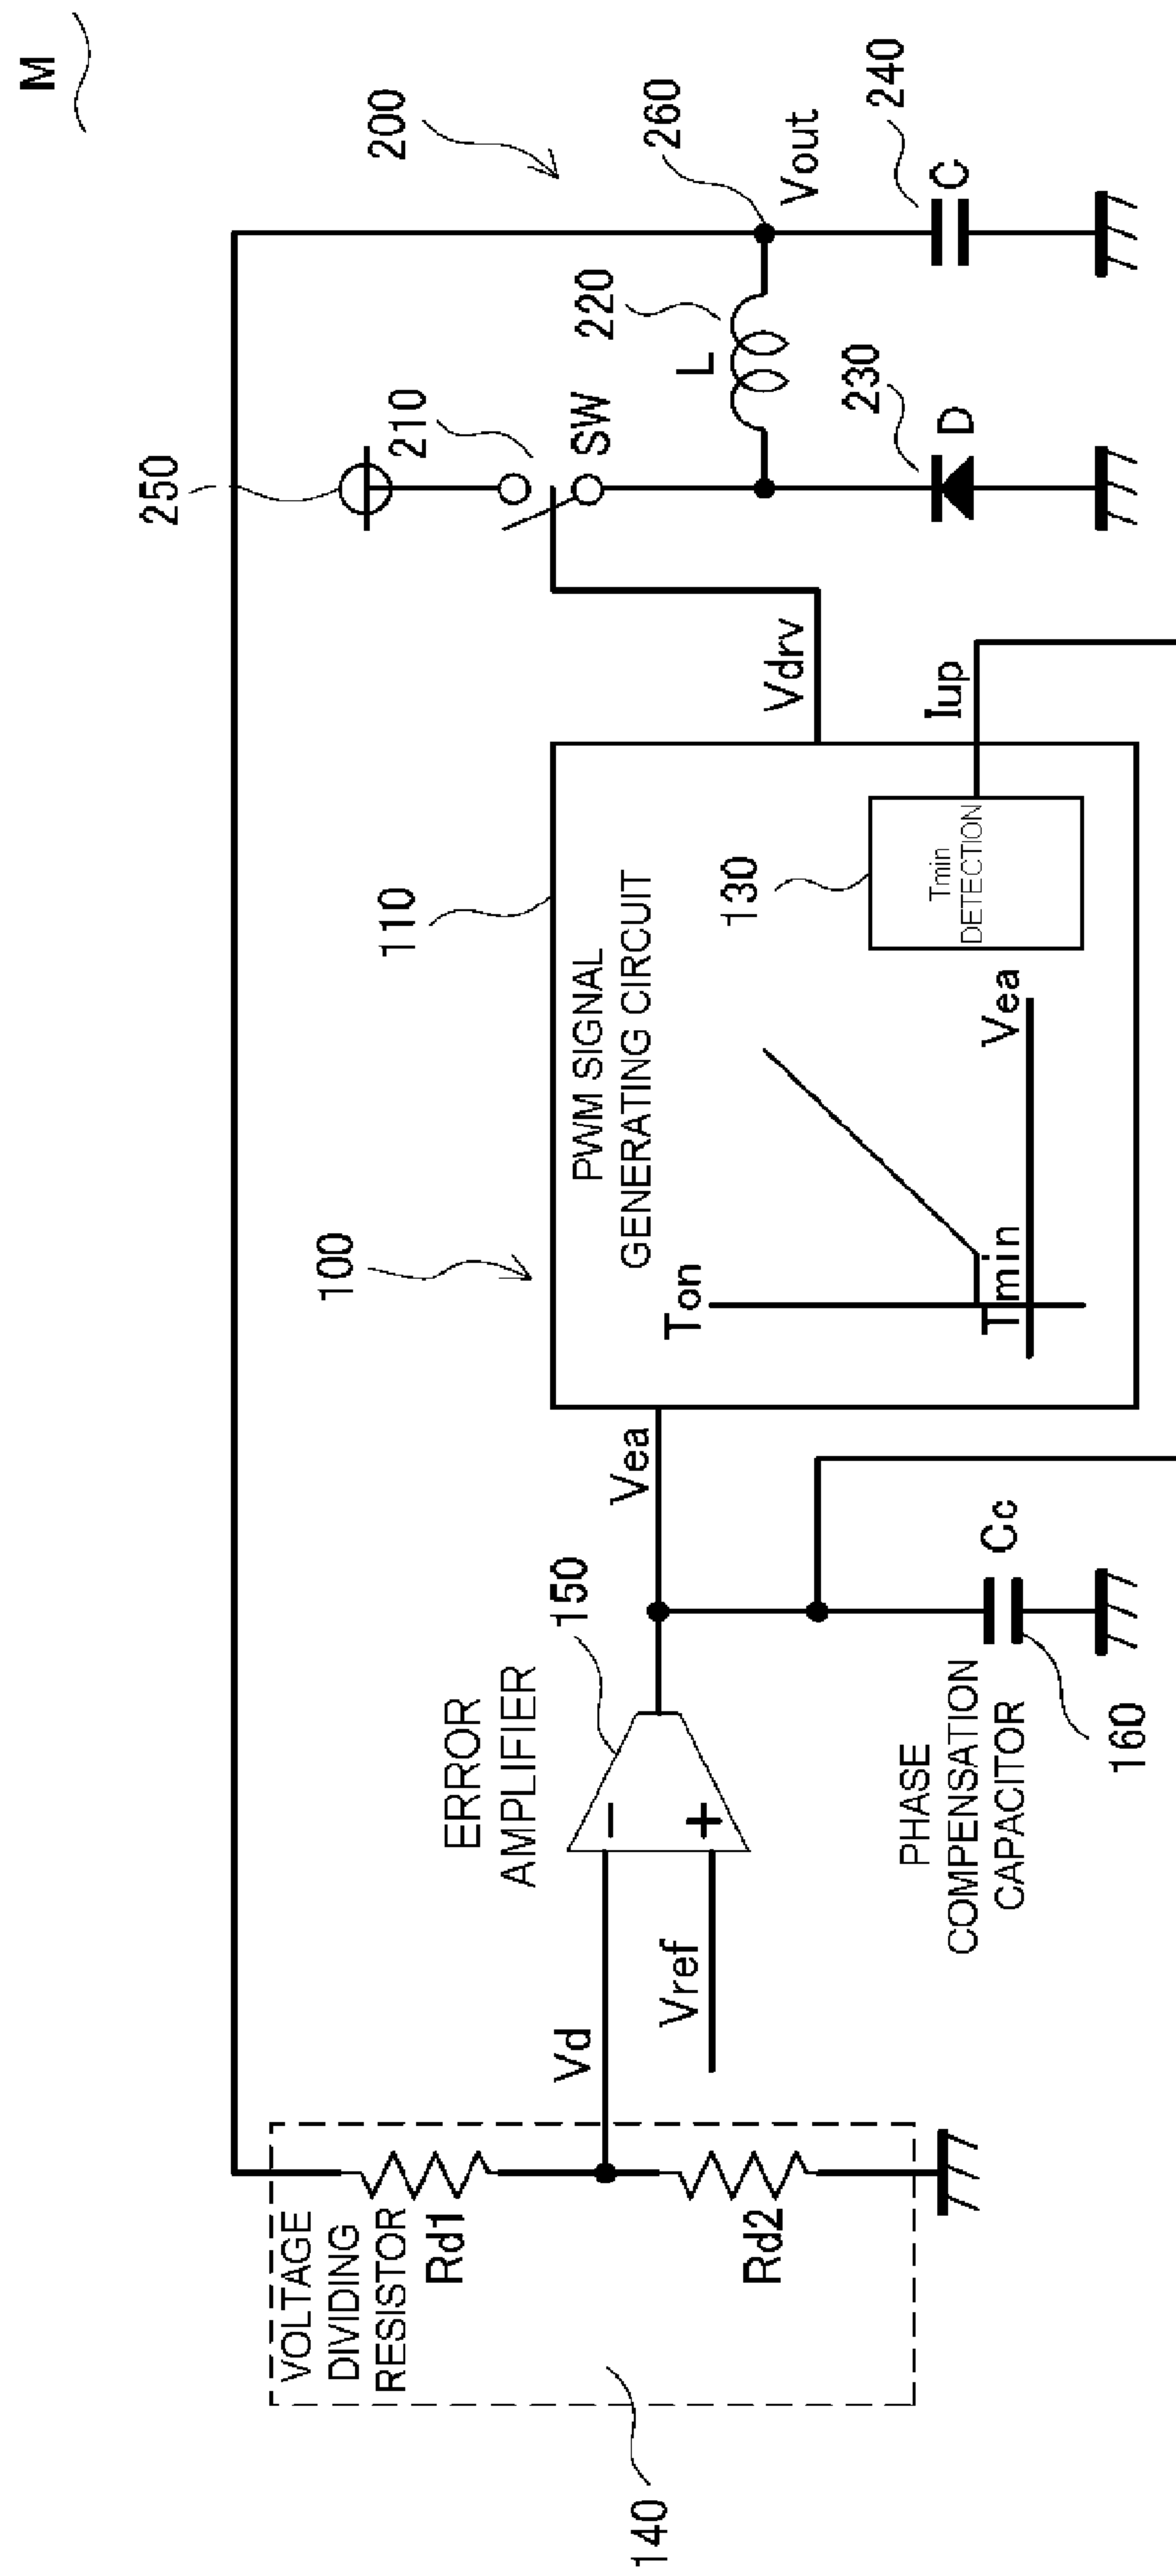 M
200
250
210
SW
260
Vout
220
L
240
C
230
D
100
110
PWM SIGNAL
GENERATING CIRCUIT
Vdrv
Iup
130
Tmin
DETECTION
Ton
Tmin
Vea
Vea
ERROR
AMPLIFIER
150
−
+
Cc
PHASE
COMPENSATION
CAPACITOR
160
Vd
Vref
VOLTAGE
DIVIDING
RESISTOR
Rd1
Rd2
140